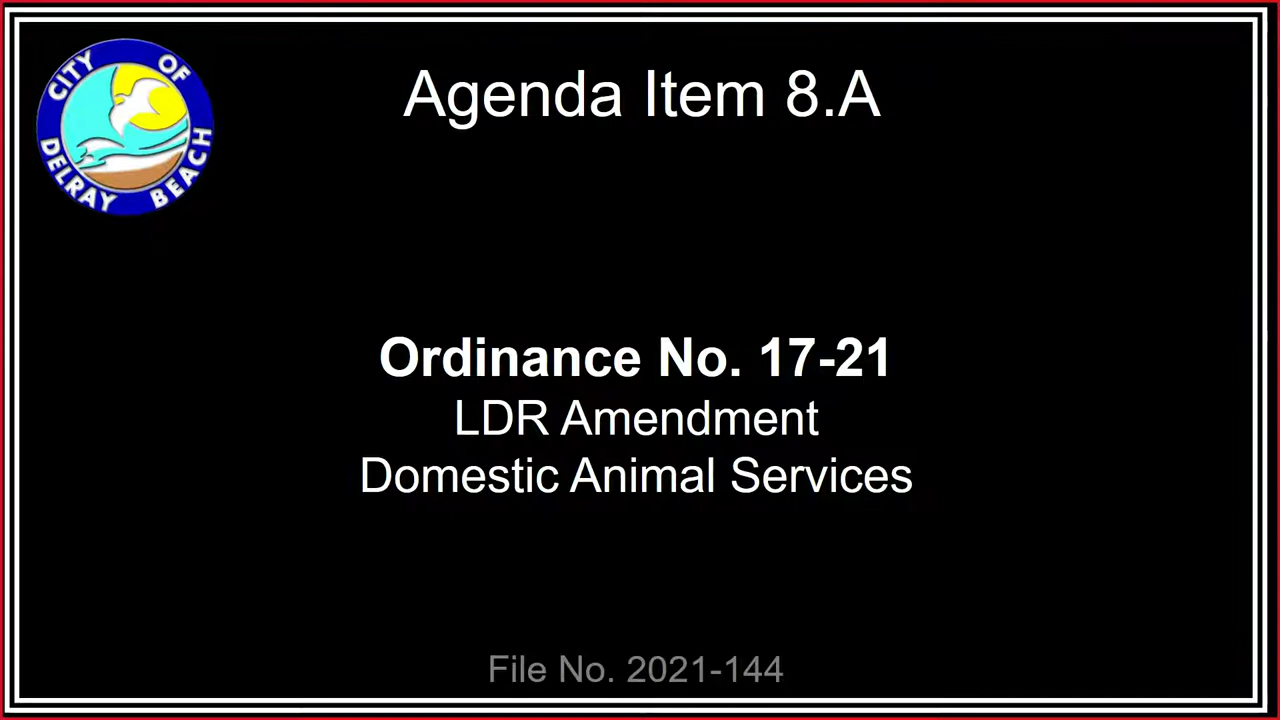 CITY OF
DELRAY BEACH
Agenda Item 8.A
Ordinance No. 17-21
LDR Amendment
Domestic Animal Services
File No. 2021-144